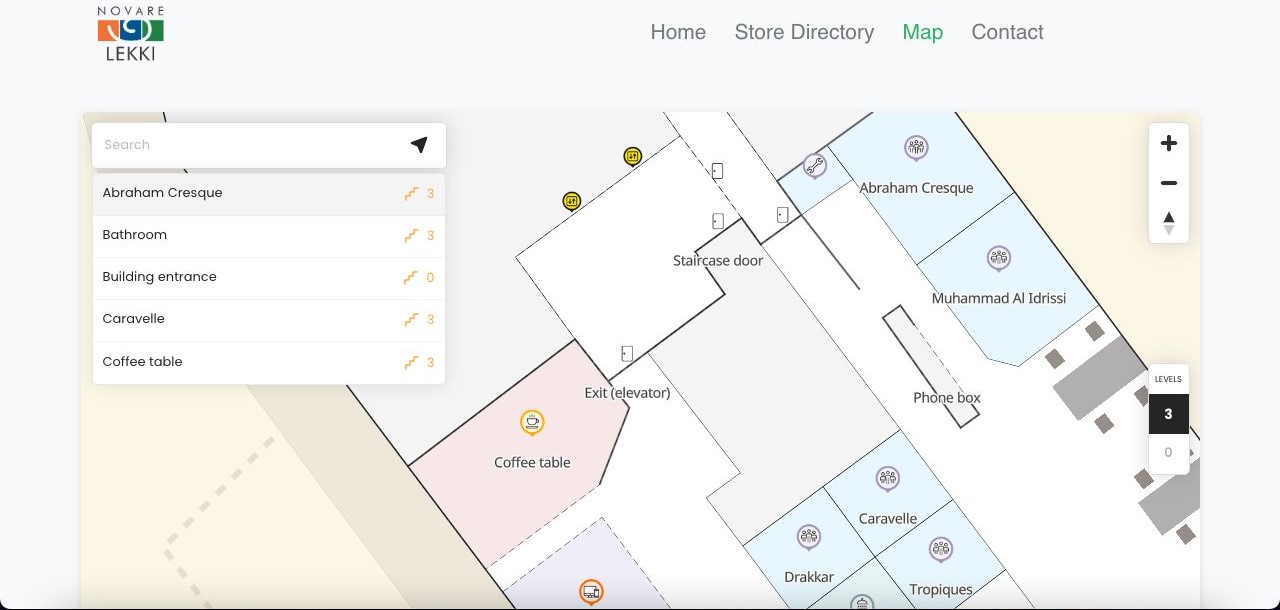 NOVARE
LEKKI
Home Store Directory Map Contact
Search
Abraham Cresque 3
Bathroom 3
Building entrance 0
Caravelle 3
Coffee table 3
Abraham Cresque
Staircase door
Muhammad Al Idrissi
Exit (elevator)
Phone box
LEVELS
3
0
Coffee table
Caravelle
Drakkar
Tropiques